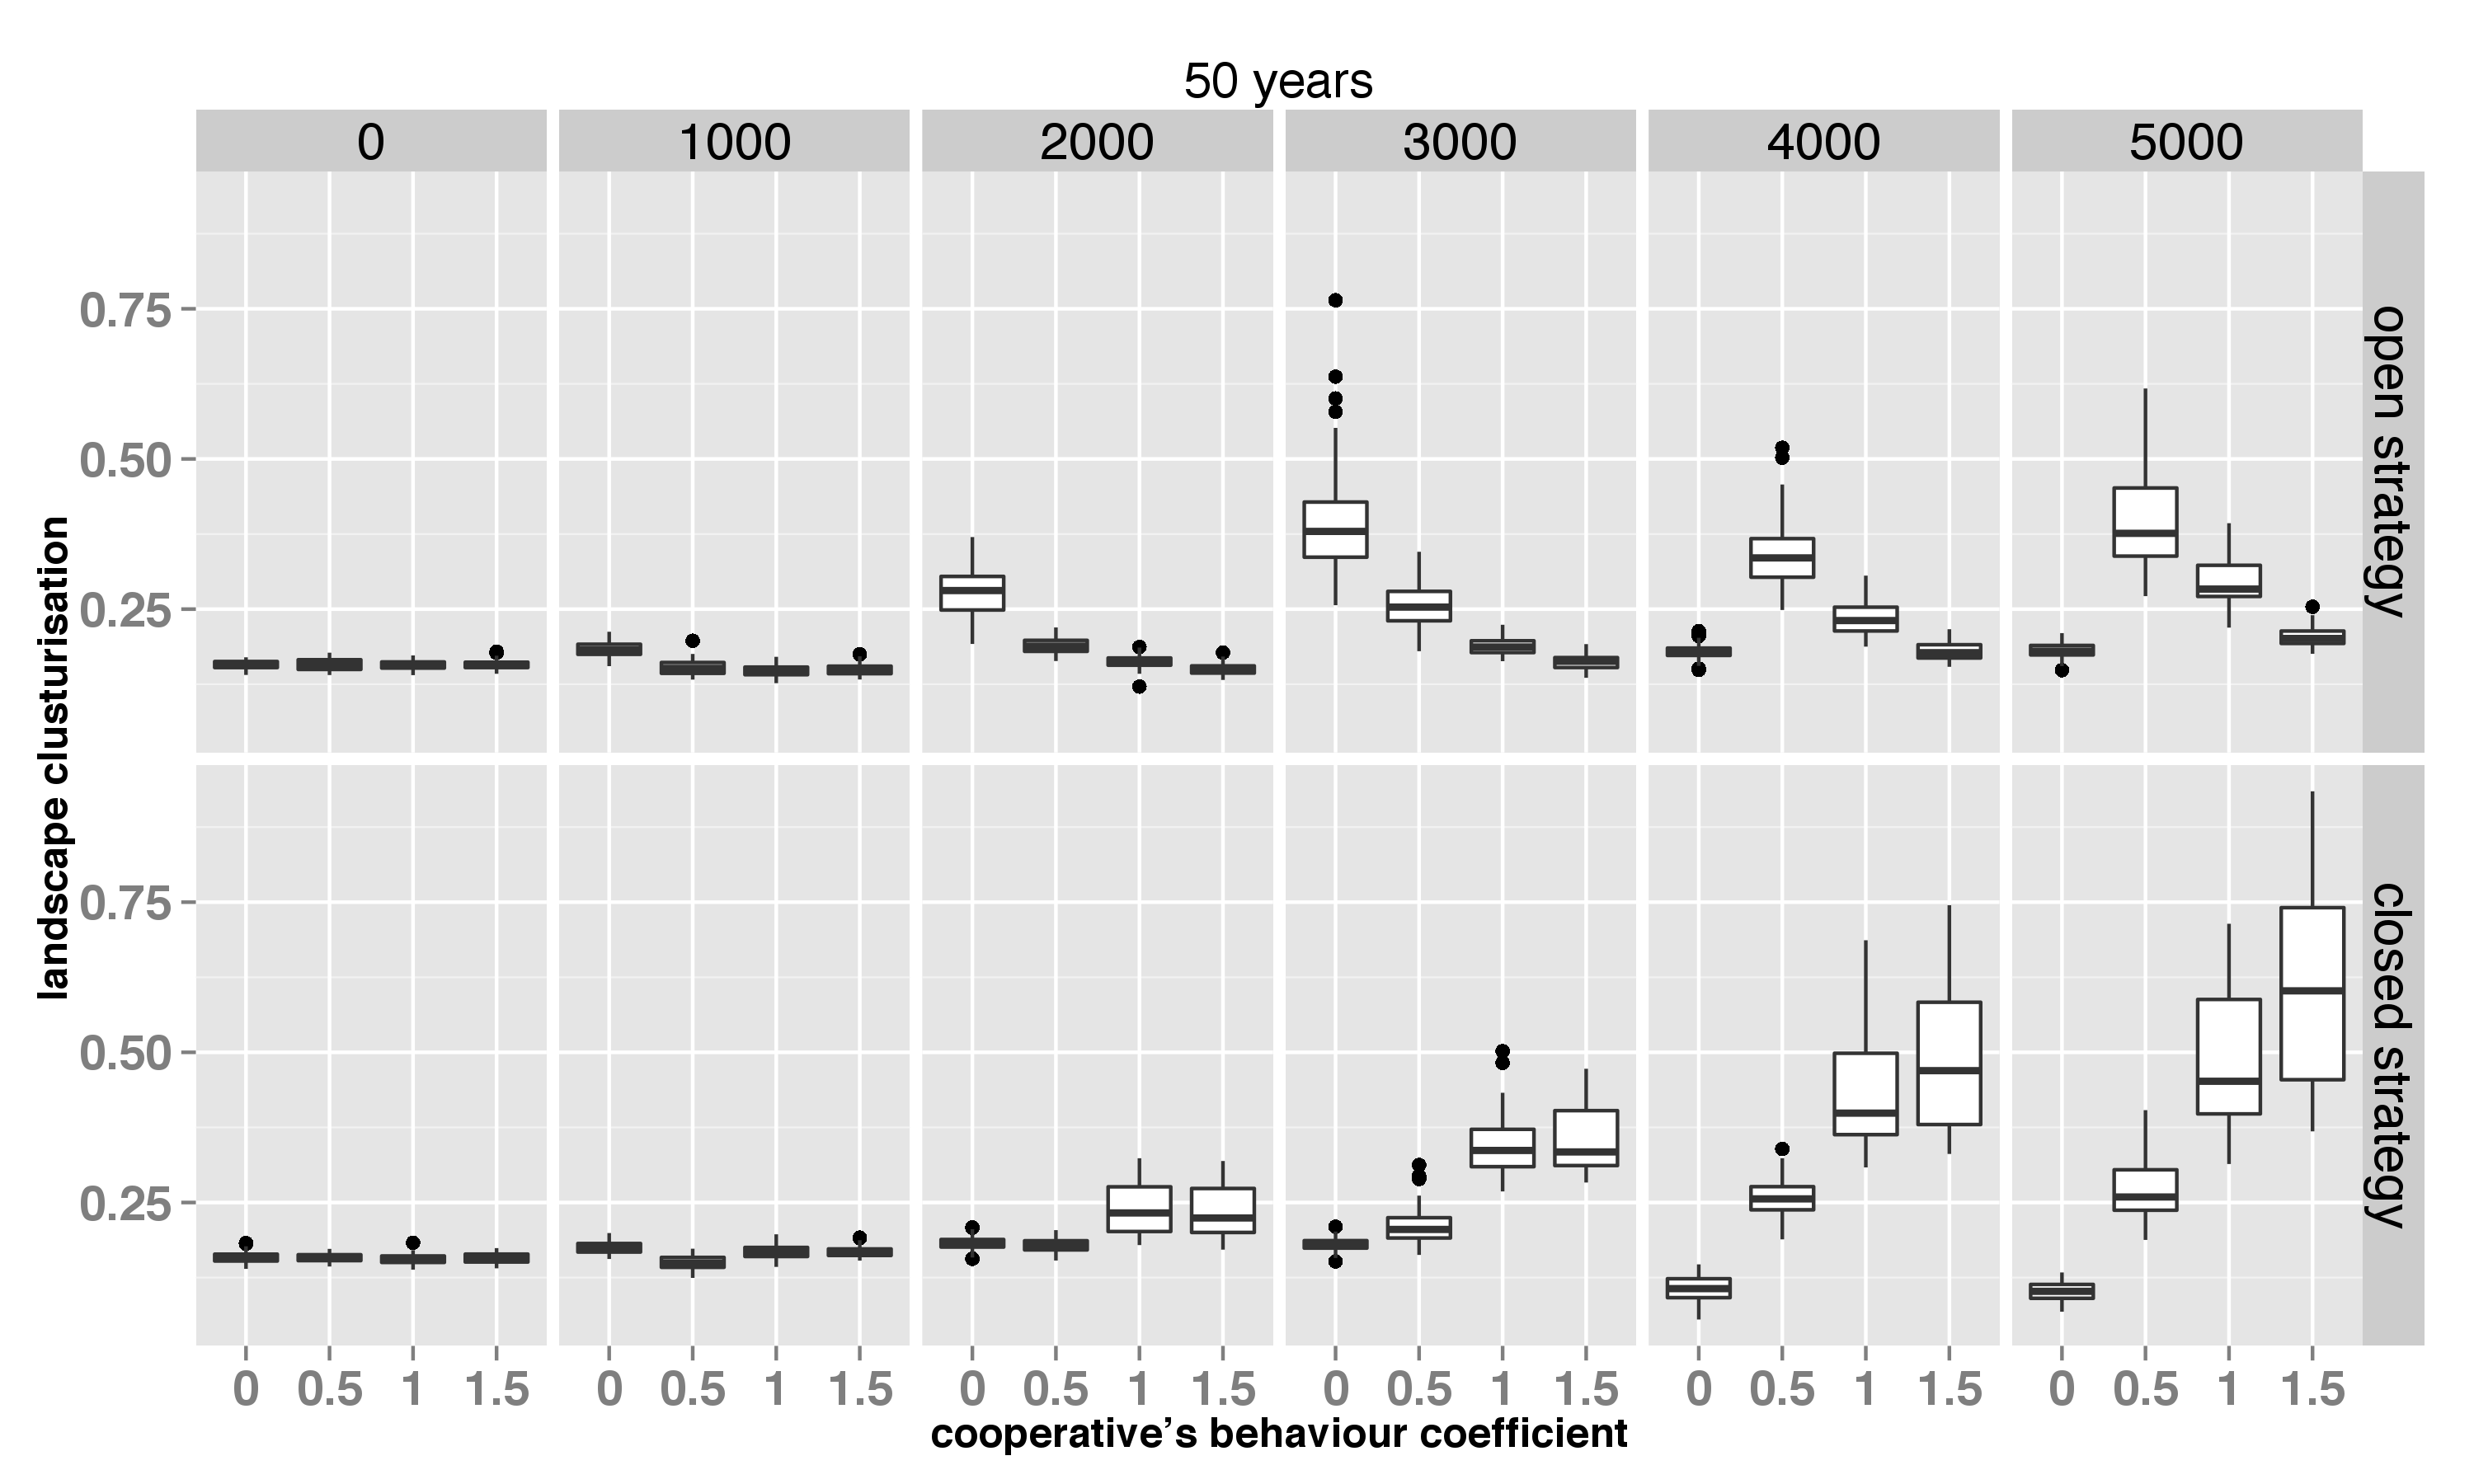 50 years
0 1000 2000 3000 4000 5000
0.75
0.50
0.25
open strategy
0.75
0.50
0.25
closed strategy
landscape clusturisation
0 0.5 1 1.5 0 0.5 1 1.5 0 0.5 1 1.5 0 0.5 1 1.5 0 0.5 1 1.5 0 0.5 1 1.5
cooperative’s behaviour coefficient